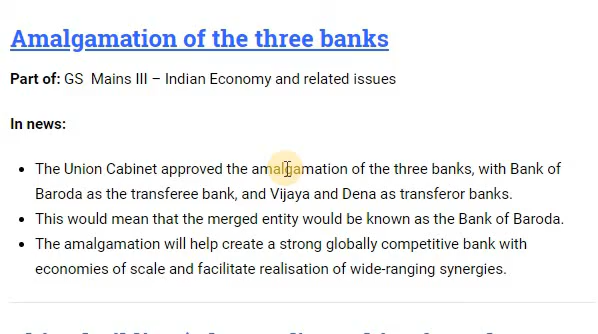 Amalgamation of the three banks
Part of: GS Mains III – Indian Economy and related issues
In news:
• The Union Cabinet approved the amalgamation of the three banks, with Bank of
Baroda as the transferee bank, and Vijaya and Dena as transferor banks.
• This would mean that the merged entity would be known as the Bank of Baroda.
• The amalgamation will help create a strong globally competitive bank with
economies of scale and facilitate realisation of wide-ranging synergies.